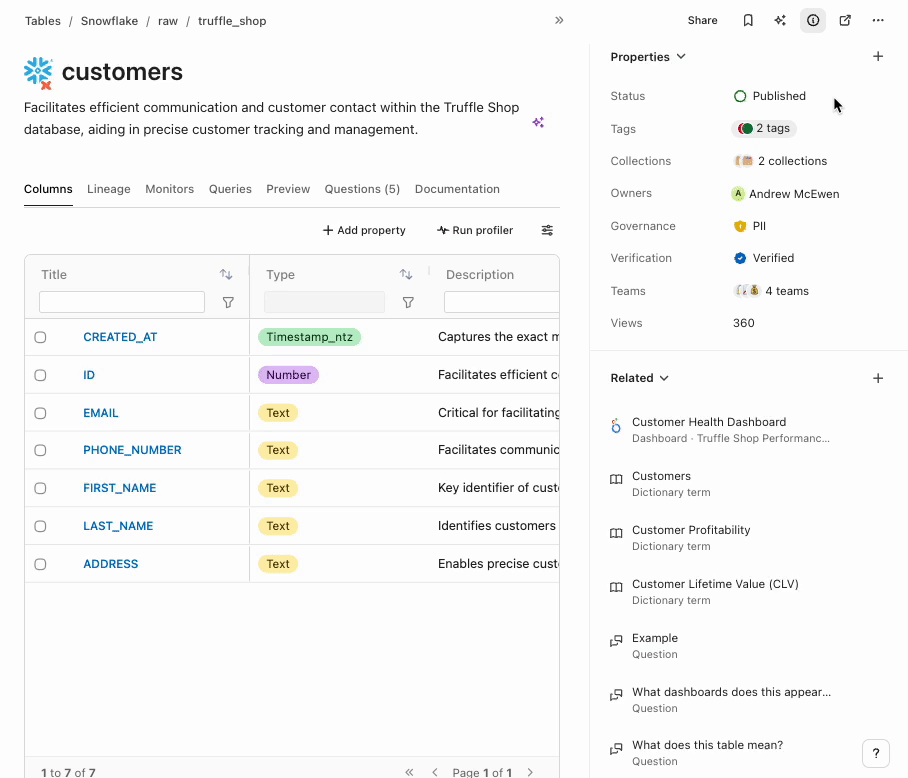 Tables / Snowflake / raw / truffle_shop
Share
customers
Facilitates efficient communication and customer contact within the Truffle Shop
database, aiding in precise customer tracking and management.
Columns Lineage Monitors Queries Preview Questions (5) Documentation
Add property Run profiler
Title Type Description
CREATED_AT Timestamp_ntz Captures the exact m
ID Number Facilitates efficient c
EMAIL Text Critical for facilitating
PHONE_NUMBER Text Facilitates communic
FIRST_NAME Text Key identifier of cust
LAST_NAME Text Identifies customers
ADDRESS Text Enables precise cust
1 to 7 of 7 Page 1 of 1
Properties
Status Published
Tags 2 tags
Collections 2 collections
Owners A Andrew McEwen
Governance PII
Verification Verified
Teams 4 teams
Views 360
Related
Customer Health Dashboard
Dashboard · Truffle Shop Performanc...
Customers
Dictionary term
Customer Profitability
Dictionary term
Customer Lifetime Value (CLV)
Dictionary term
Example
Question
What dashboards does this appear...
Question
What does this table mean?
Question
?